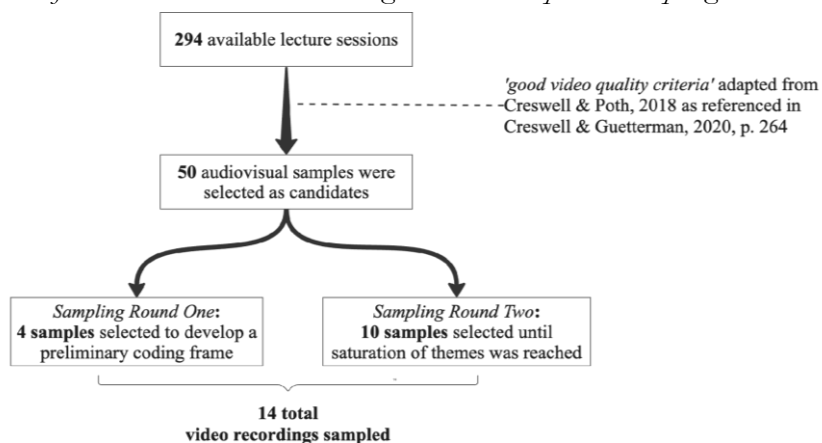 294 available lecture sessions
'good video quality criteria' adapted from
Creswell & Poth, 2018 as referenced in
Creswell & Guetterman, 2020, p. 264
50 audiovisual samples were
selected as candidates
Sampling Round One:
4 samples selected to develop a
preliminary coding frame
Sampling Round Two:
10 samples selected until
saturation of themes was reached
14 total
video recordings sampled